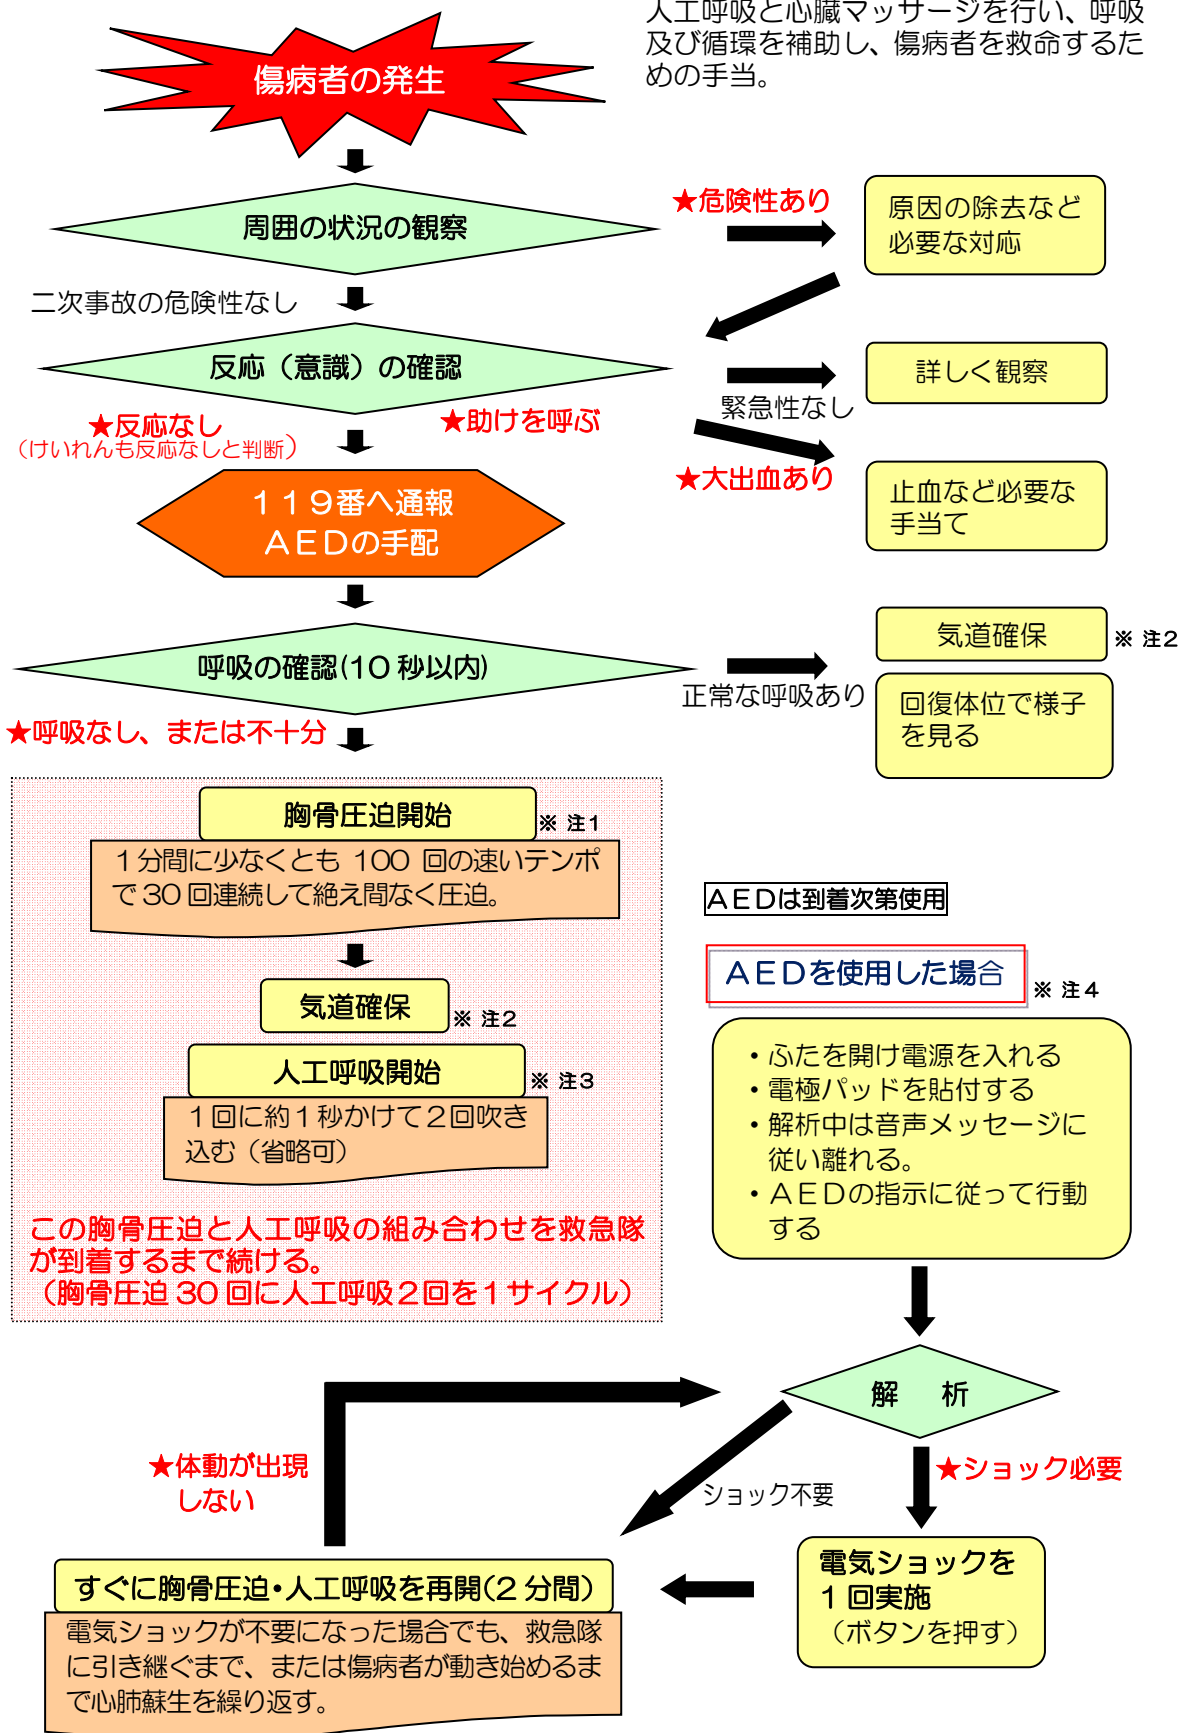 人工呼吸と心臓マッサージを行い、呼吸
及び循環を補助し、傷病者を救命するた
めの手当。
傷病者の発生
周囲の状況の観察
★危険性あり
原因の除去など
必要な対応
二次事故の危険性なし
反応（意識）の確認
詳しく観察
緊急性なし
★反応なし
（けいれんも反応なしと判断）
★助けを呼ぶ
★大出血あり
止血など必要な
手当て
１１９番へ通報
ＡＥＤの手配
呼吸の確認(10 秒以内)
正常な呼吸あり
気道確保
※ 注2
回復体位で様子
を見る
★呼吸なし、または不十分
胸骨圧迫開始
※ 注1
１分間に少なくとも 100 回の速いテンポ
で 30 回連続して絶え間なく圧迫。
気道確保
※ 注2
人工呼吸開始
※ 注3
１回に約１秒かけて２回吹き
込む（省略可）
この胸骨圧迫と人工呼吸の組み合わせを救急隊
が到着するまで続ける。
（胸骨圧迫 30 回に人工呼吸２回を１サイクル）
ＡＥＤは到着次第使用
ＡＥＤを使用した場合
※ 注４
・ふたを開け電源を入れる
・電極パッドを貼付する
・解析中は音声メッセージに
従い離れる。
・ＡＥＤの指示に従って行動
する
解　析
★体動が出現
しない
ショック不要
★ショック必要
電気ショックを
１回実施
（ボタンを押す）
すぐに胸骨圧迫・人工呼吸を再開(２分間)
電気ショックが不要になった場合でも、救急隊
に引き継ぐまで、または傷病者が動き始めるま
で心肺蘇生を繰り返す。